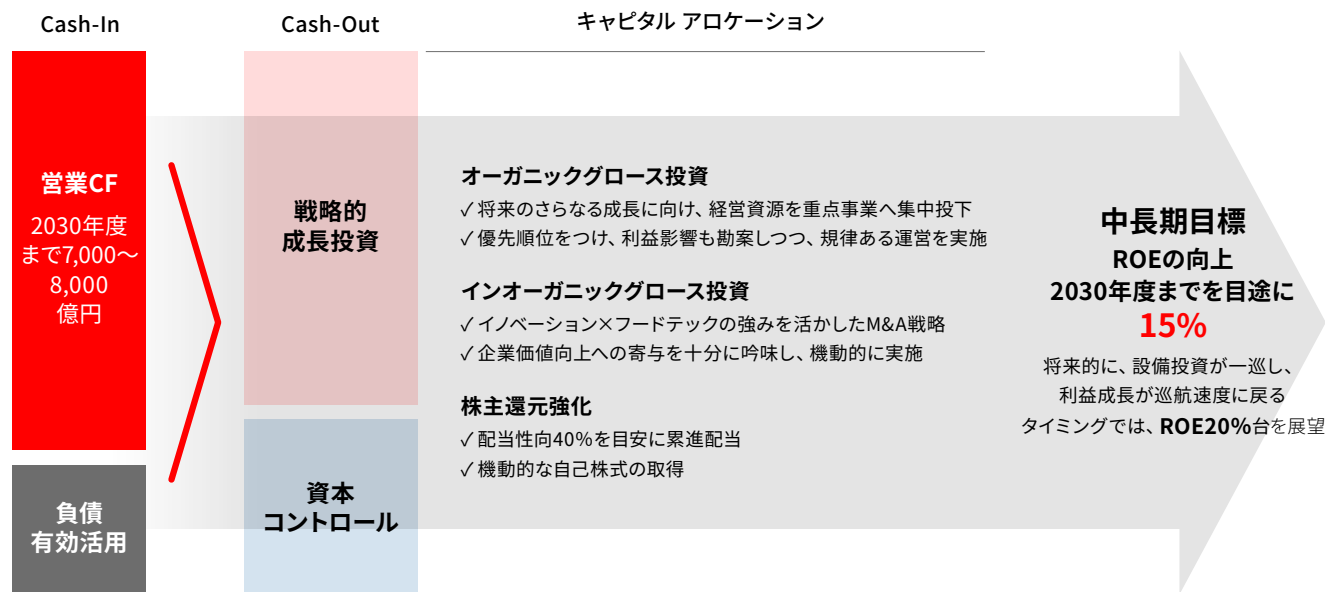 Cash-In
Cash-Out
キャピタル アロケーション
営業CF
2030年度
まで7,000～
8,000
億円
負債
有効活用
戦略的
成長投資
資本
コントロール
オーガニックグロース投資
✓将来のさらなる成長に向け、経営資源を重点事業へ集中投下
✓優先順位をつけ、利益影響も勘案しつつ、規律ある運営を実施
インオーガニックグロース投資
✓イノベーション×フードテックの強みを活かしたM&A戦略
✓企業価値向上への寄与を十分に吟味し、機動的に実施
株主還元強化
✓配当性向40%を目安に累進配当
✓機動的な自己株式の取得
中長期目標
ROEの向上
2030年度までを目途に
15%
将来的に、設備投資が一巡し、
利益成長が巡航速度に戻る
タイミングでは、ROE20%台を展望